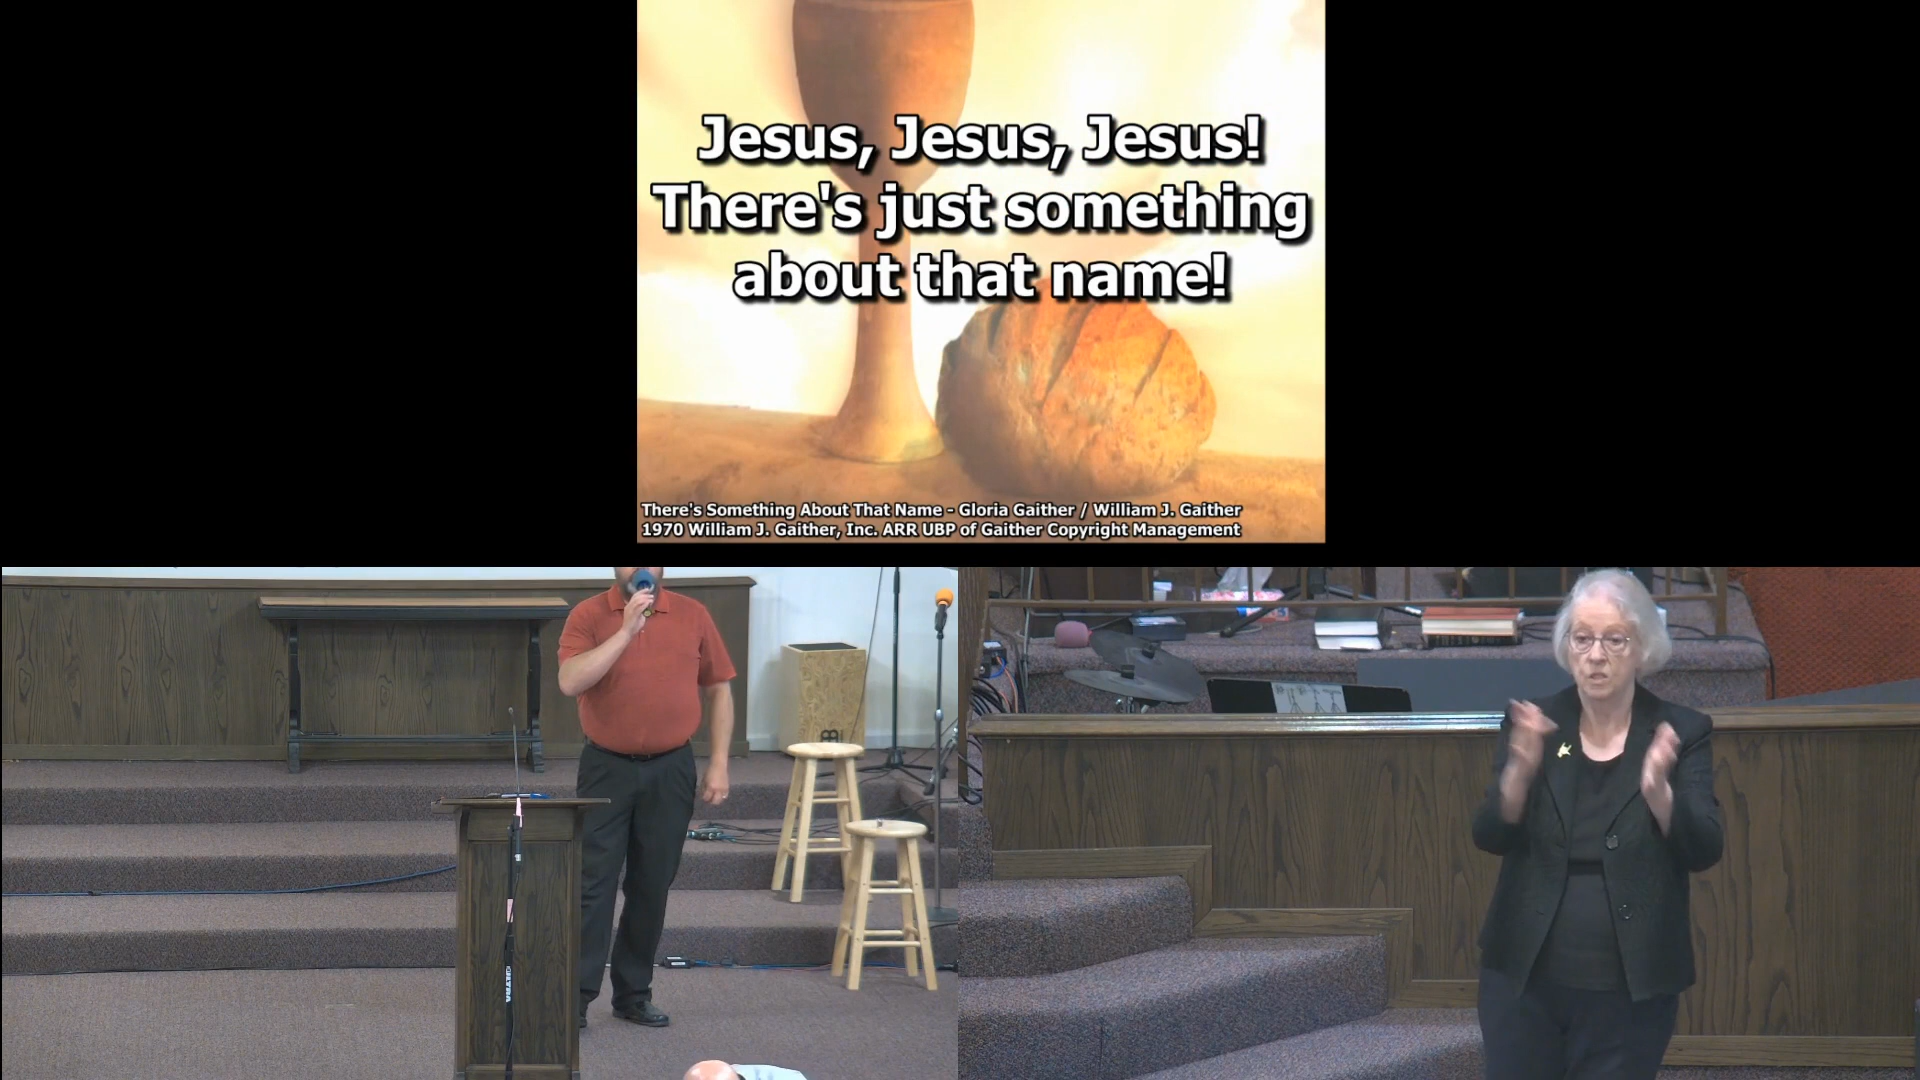 Jesus, Jesus, Jesus!
There's just something
about that name!
There's Something About That Name - Gloria Gaither / William J. Gaither
1970 William J. Gaither, Inc. ARR UBP of Gaither Copyright Management
ULTRA